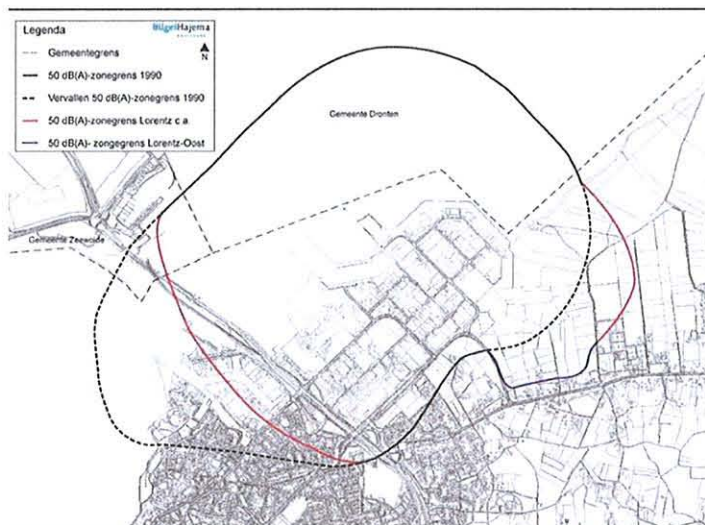 Legenda
BügelHajema
N
Gemeentegrens
50 dB(A)-zonegrens 1990
Vervallen 50 dB(A)-zonegrens 1990
50 dB(A)-zonegrens Lorentz c.a.
50 dB(A)- zongegrens Lorentz-Oost
Gemeente Dronten
Gemeente Zeewolde